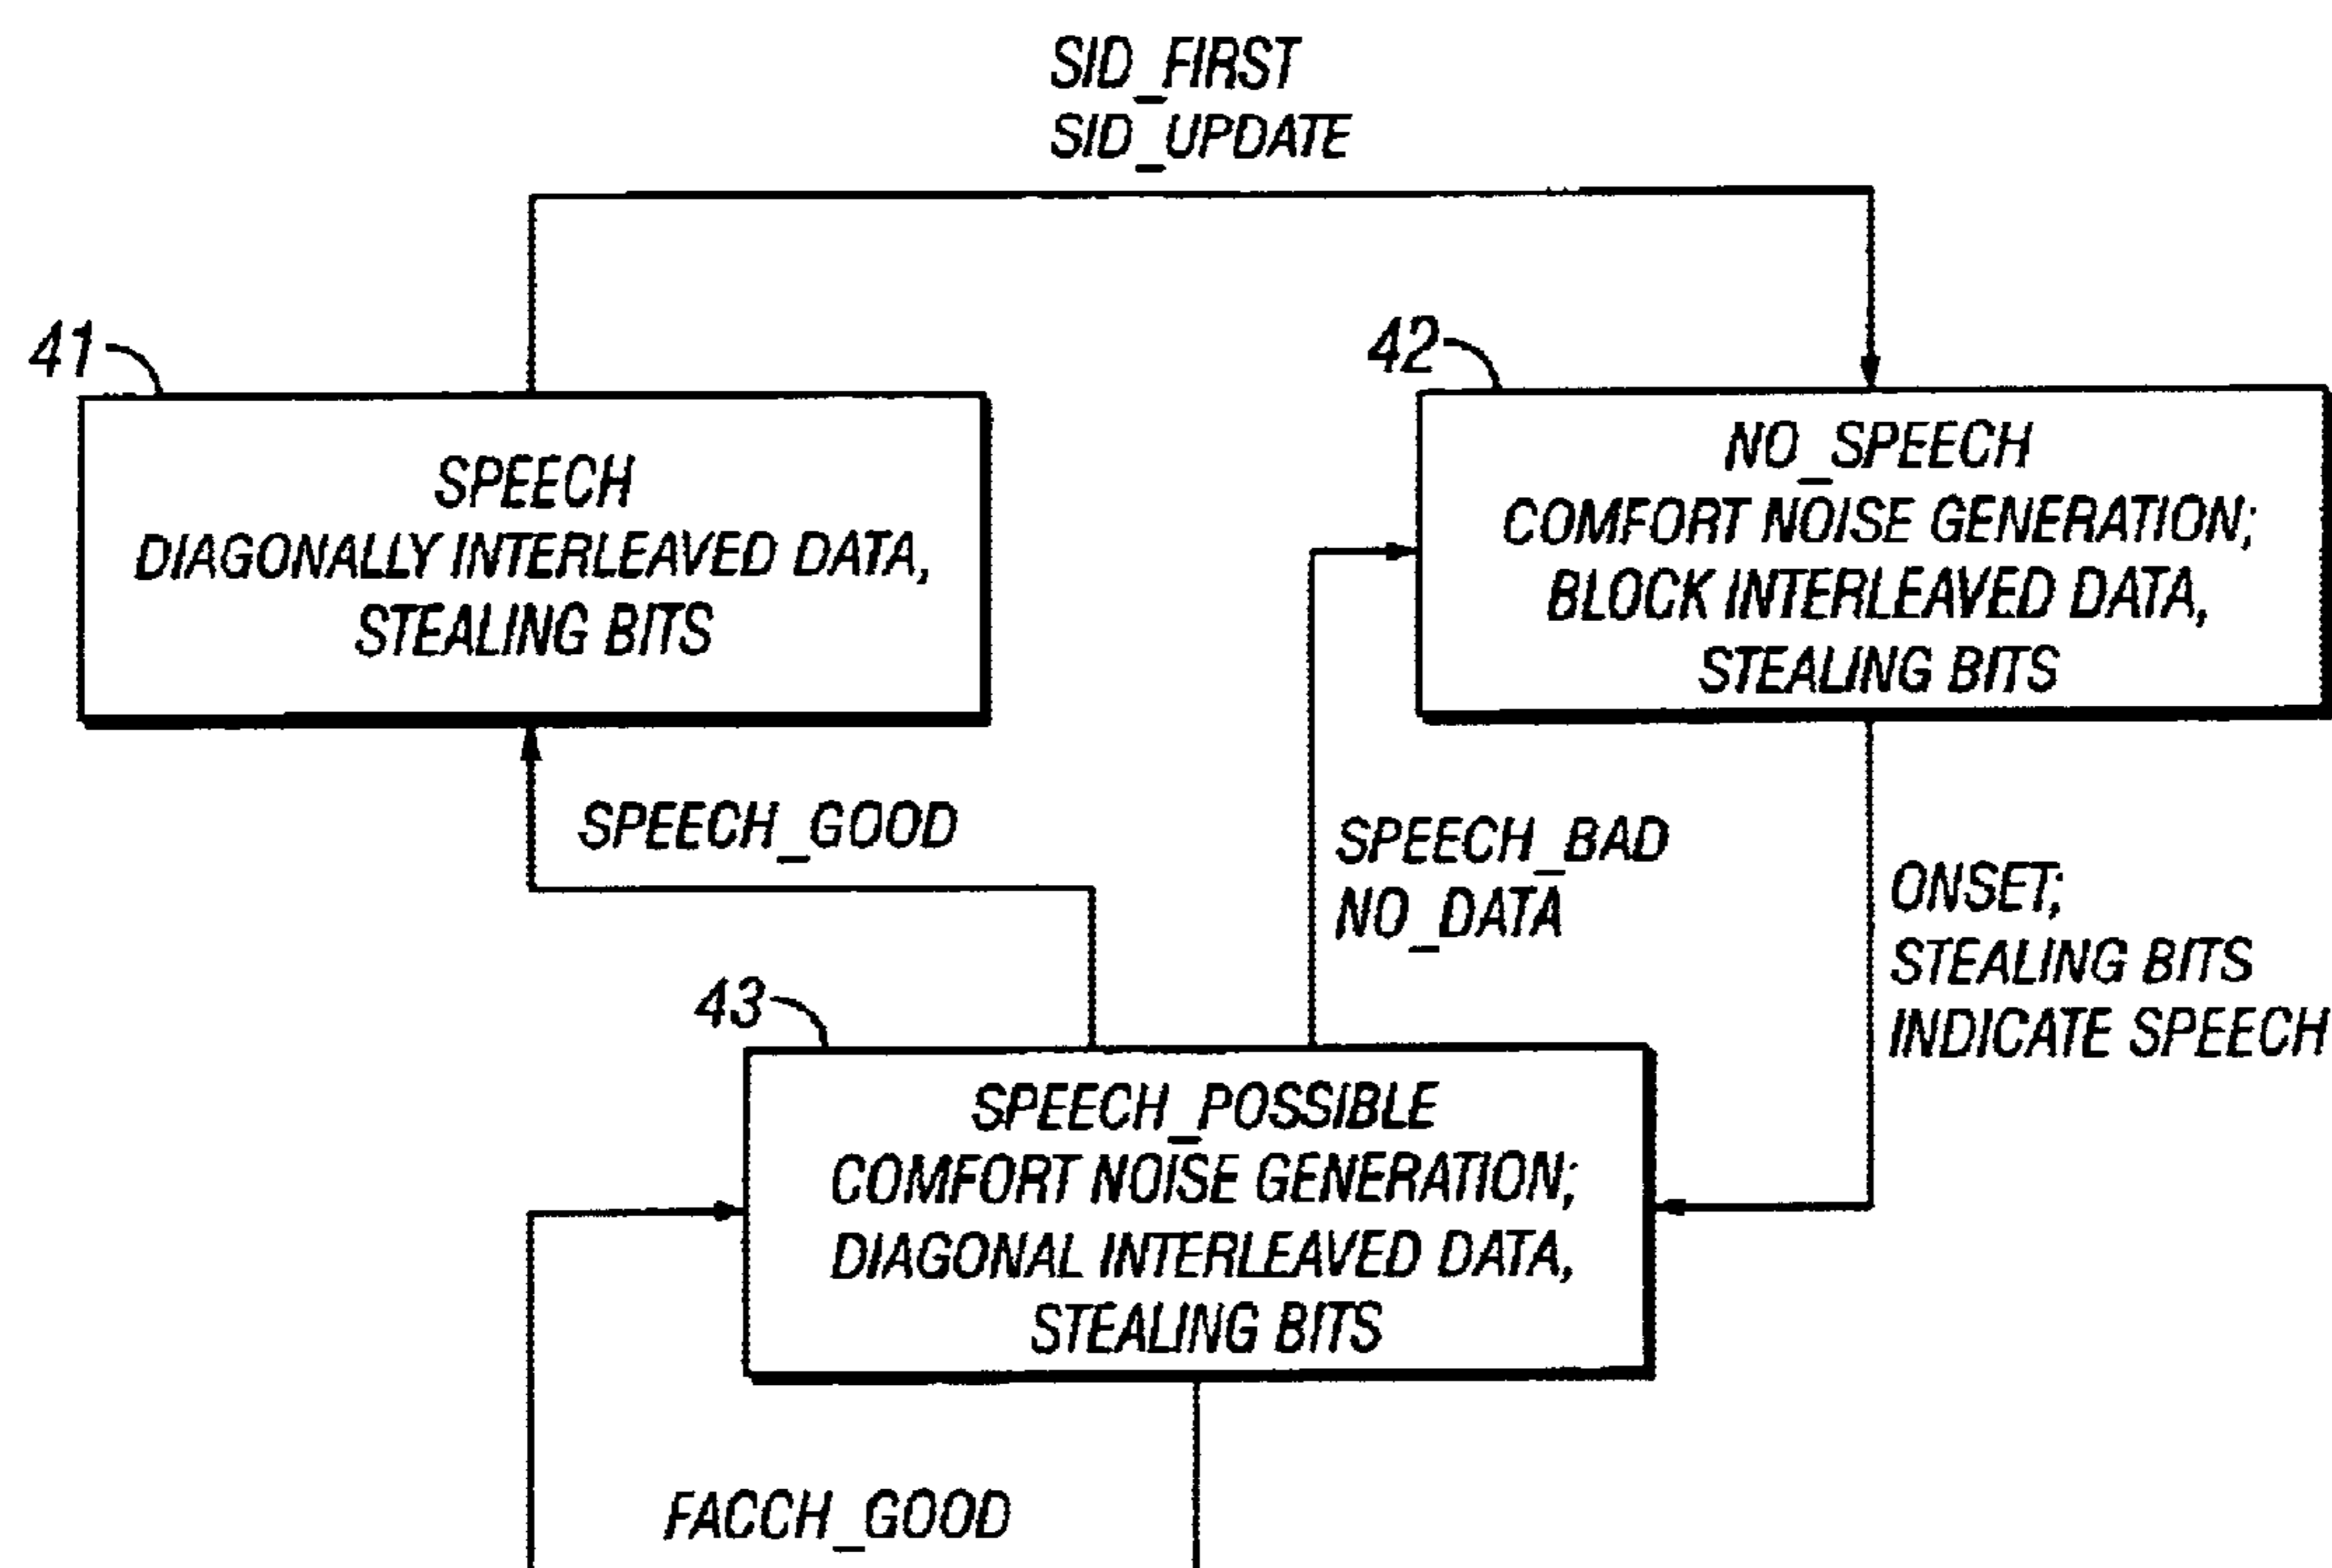 SID_FIRST
SID_UPDATE
41
42
SPEECH
DIAGONALLY INTERLEAVED DATA,
STEALING BITS
NO_SPEECH
COMFORT NOISE GENERATION;
BLOCK INTERLEAVED DATA,
STEALING BITS
SPEECH_GOOD
SPEECH_BAD
NO_DATA
ONSET;
STEALING BITS
INDICATE SPEECH
43
SPEECH_POSSIBLE
COMFORT NOISE GENERATION;
DIAGONAL INTERLEAVED DATA,
STEALING BITS
FACCH_GOOD